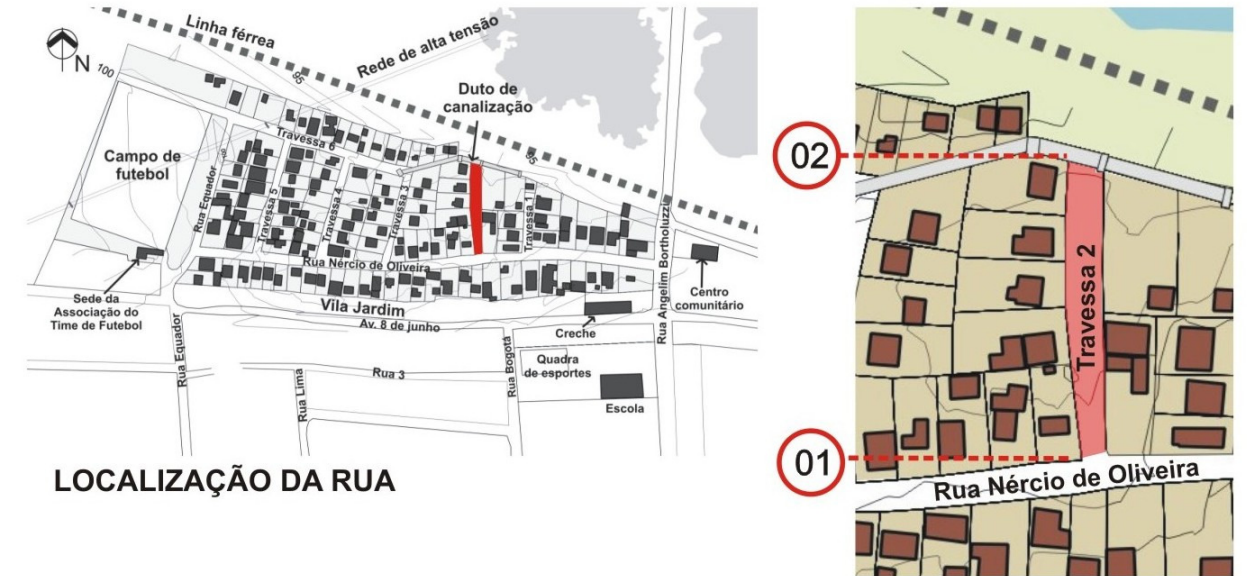 N
100
Linha férrea
95
Rede de alta tensão
Duto de
canalização
Campo de
futebol
Travessa 6
95
Rua Equador
Travessa 5
Travessa 4
Travessa 3
Travessa 1
Rua Nércio de Oliveira
Rua Angelim Bortholuzzi
Sede da
Associação do
Time de Futebol
Vila Jardim
Av. 8 de junho
Creche
Centro
comunitário
Rua Equador
Rua Lima
Rua 3
Rua Bogotá
Quadra
de esportes
Escola
LOCALIZAÇÃO DA RUA
02
Travessa 2
01
Rua Nércio de Oliveira